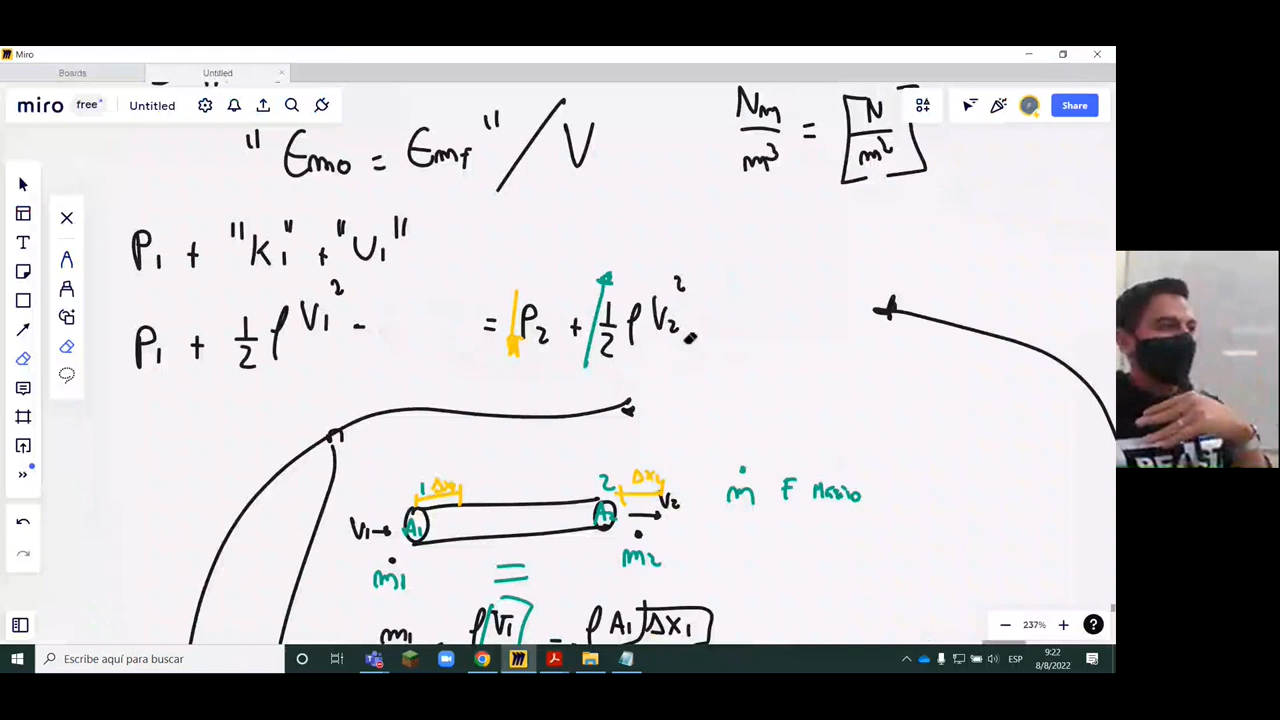 Miro
Boards Untitled
miro free Untitled Share
"Emo = Emf" / V
Nm/m³ = [N/m²]
P1 + "K1" + "U1"
P1 + 1/2 ρ V1² - = P2 + 1/2 ρ V2²
1 Δx1 2 Δx2
V1 → A1 A2 → V2
ṁ F Masio
ṁ1 = ṁ2
m1 ρ V1 = ρ A1 Δx1
237%
Escribe aquí para buscar
ESP
9:22
8/8/2022
BEAST